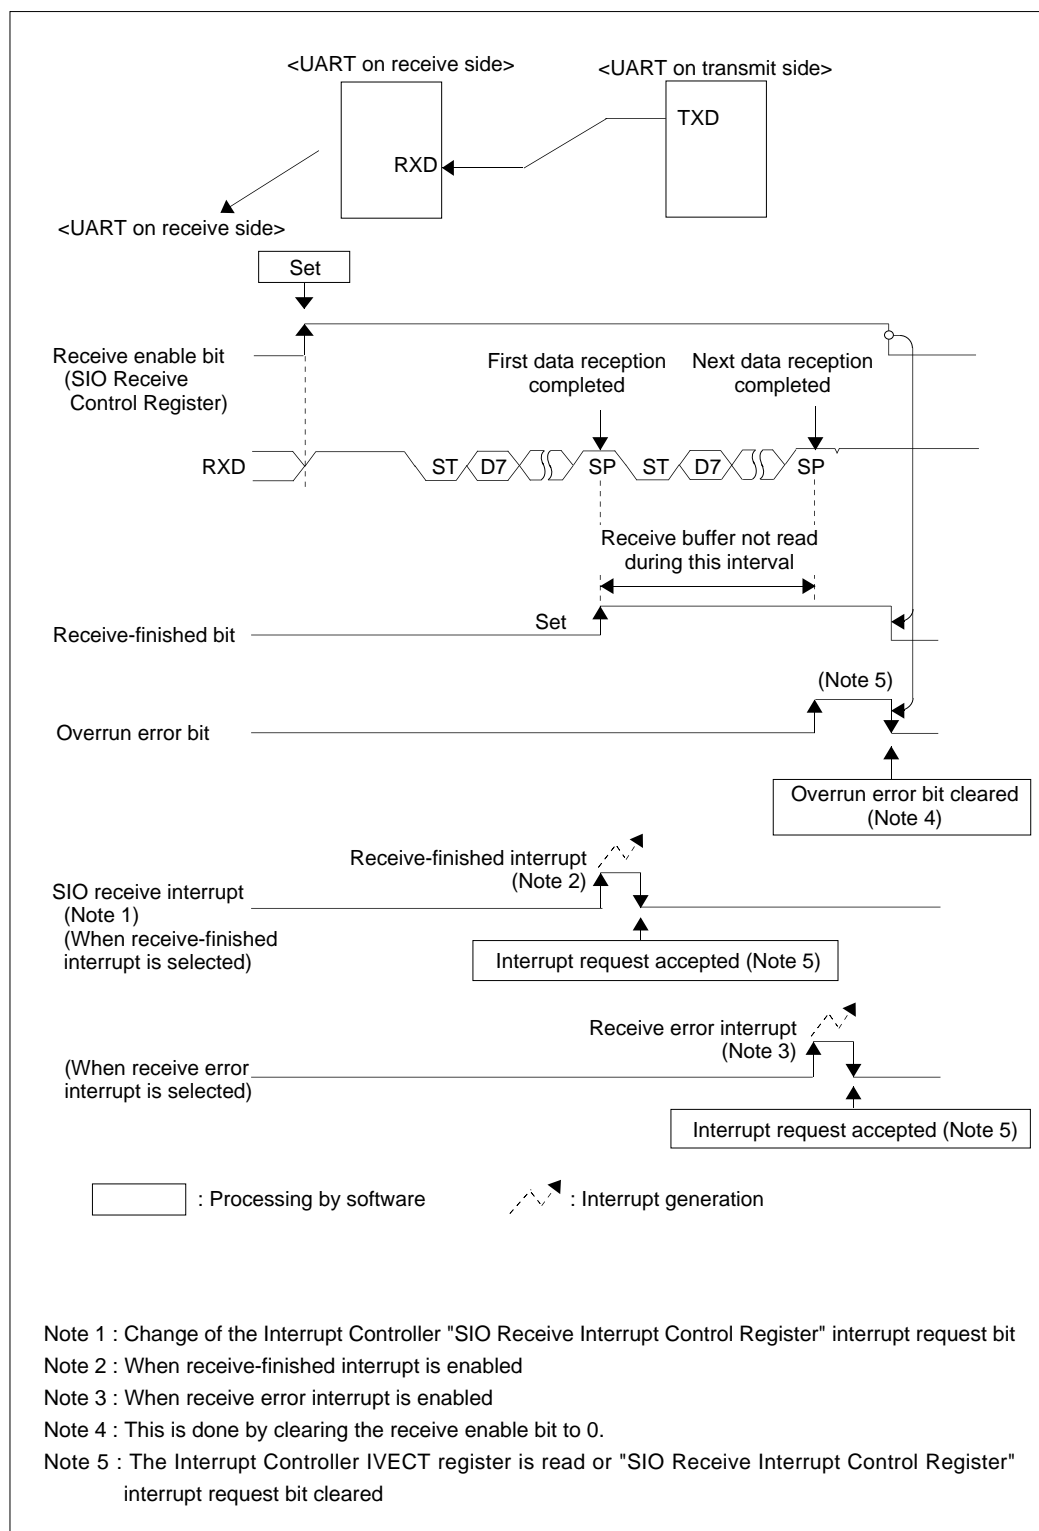 <UART on receive side>
<UART on transmit side>
TXD
RXD
<UART on receive side>
Set
Receive enable bit
(SIO Receive
Control Register)
First data reception
completed
Next data reception
completed
RXD
ST
D7
SP
ST
D7
SP
Receive buffer not read
during this interval
Set
Receive-finished bit
(Note 5)
Overrun error bit
Overrun error bit cleared
(Note 4)
Receive-finished interrupt
(Note 2)
SIO receive interrupt
(Note 1)
(When receive-finished
interrupt is selected)
Interrupt request accepted (Note 5)
Receive error interrupt
(Note 3)
(When receive error
interrupt is selected)
Interrupt request accepted (Note 5)
: Processing by software
: Interrupt generation
Note 1 : Change of the Interrupt Controller "SIO Receive Interrupt Control Register" interrupt request bit
Note 2 : When receive-finished interrupt is enabled
Note 3 : When receive error interrupt is enabled
Note 4 : This is done by clearing the receive enable bit to 0.
Note 5 : The Interrupt Controller IVECT register is read or "SIO Receive Interrupt Control Register"
interrupt request bit cleared